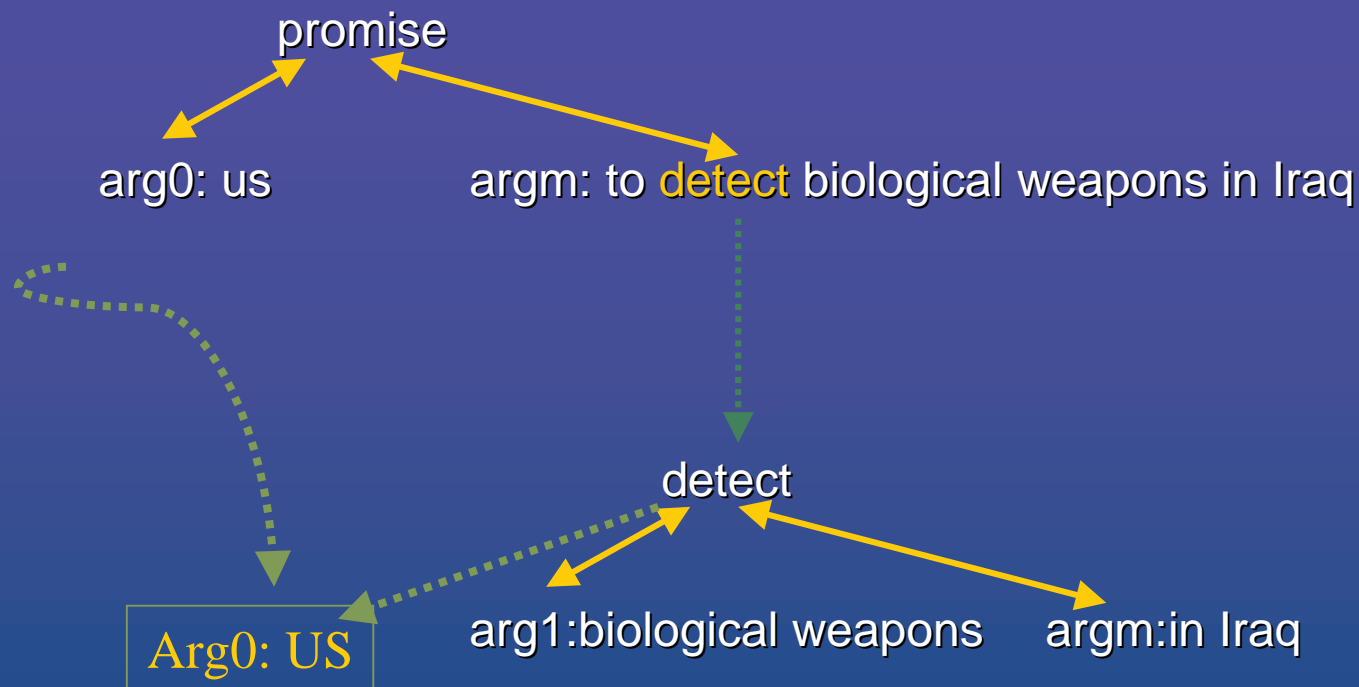 promise
arg0: us
argm: to detect biological weapons in Iraq
detect
arg1:biological weapons
argm:in Iraq
Arg0: US